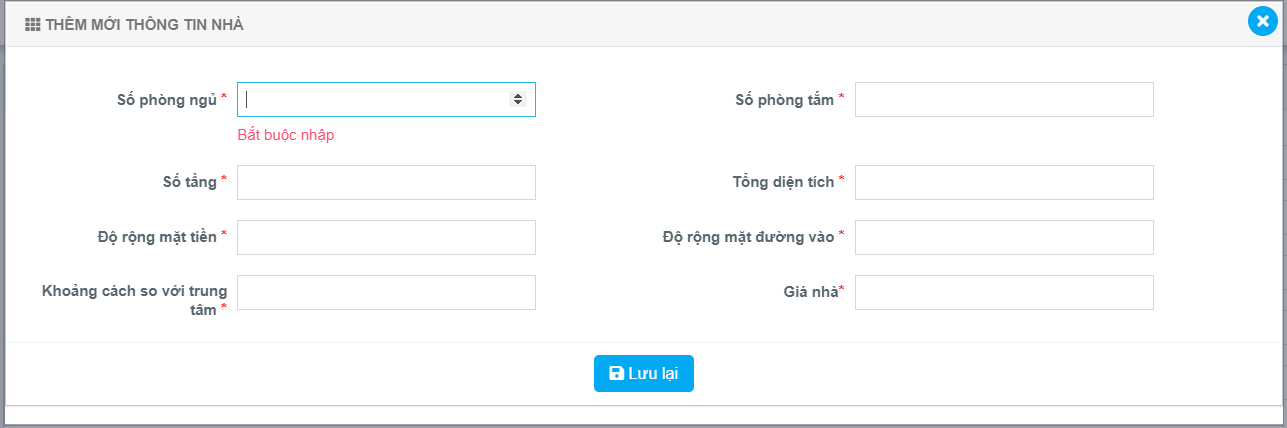 THÊM MỚI THÔNG TIN NHÀ
Số phòng ngủ *
Số phòng tắm *
Bắt buộc nhập
Số tầng *
Tổng diện tích *
Độ rộng mặt tiền *
Độ rộng mặt đường vào *
Khoảng cách so với trung
tâm *
Giá nhà*
Lưu lại